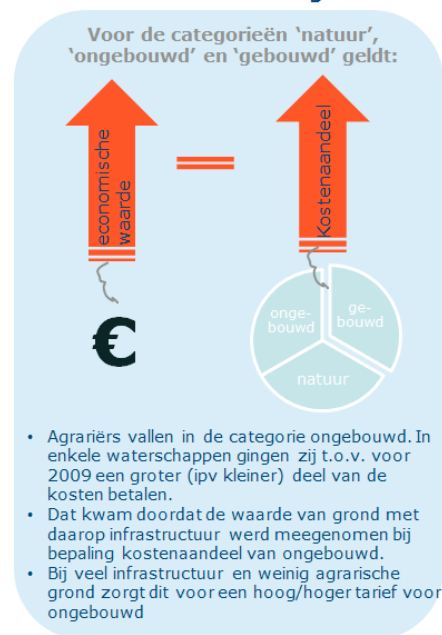 Voor de categorieën ‘natuur’,
‘ongebouwd’ en ‘gebouwd’ geldt:
economische
waarde
Kostenaandeel
€
onge-
bouwd
ge-
bouwd
natuur
• Agrariërs vallen in de categorie ongebouwd. In
enkele waterschappen gingen zij t.o.v. voor
2009 een groter (ipv kleiner) deel van de
kosten betalen.
• Dat kwam doordat de waarde van grond met
daarop infrastructuur werd meegenomen bij
bepaling kostenaandeel van ongebouwd.
• Bij veel infrastructuur en weinig agrarische
grond zorgt dit voor een hoog/hoger tarief voor
ongebouwd